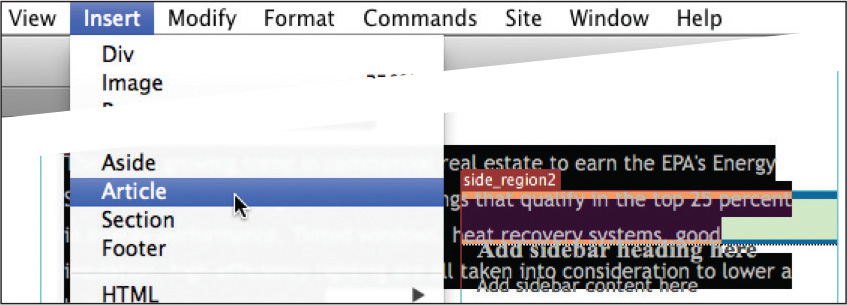 View Insert Modify Format Commands Site Window Help
Div
Image
Aside
real estate to earn the EPA's Energy
side_region2
Article
that qualify in the top 25 percent
Section
heat recovery systems, good
Footer
Add sidebar heading here
taken into consideration to lower a
Add sidebar content here
HTML